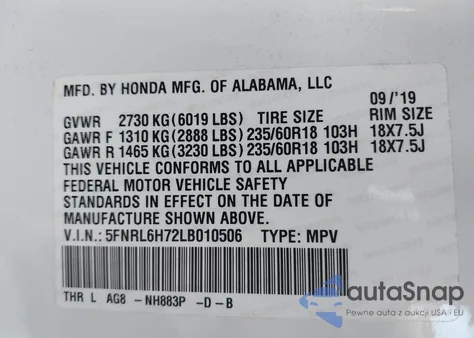 MFD. BY HONDA MFG. OF ALABAMA, LLC
09/'19
GVWR 2730 KG(6019 LBS) TIRE SIZE RIM SIZE
GAWR F 1310 KG(2888 LBS) 235/60R18 103H 18X7.5J
GAWR R 1465 KG(3230 LBS) 235/60R18 103H 18X7.5J
THIS VEHICLE CONFORMS TO ALL APPLICABLE
FEDERAL MOTOR VEHICLE SAFETY
STANDARDS IN EFFECT ON THE DATE OF
MANUFACTURE SHOWN ABOVE.
V.I.N.: 5FNRL6H72LB010506 TYPE: MPV
THR L AG8 -NH883P -D-B
autoSnap
Pewne auta z aukcji USA i EU